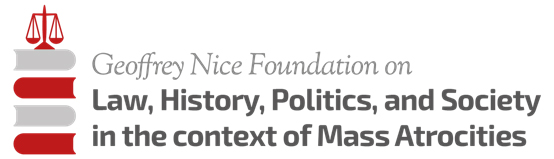 Geoffrey Nice Foundation on
Law, History, Politics, and Society
in the context of Mass Atrocities